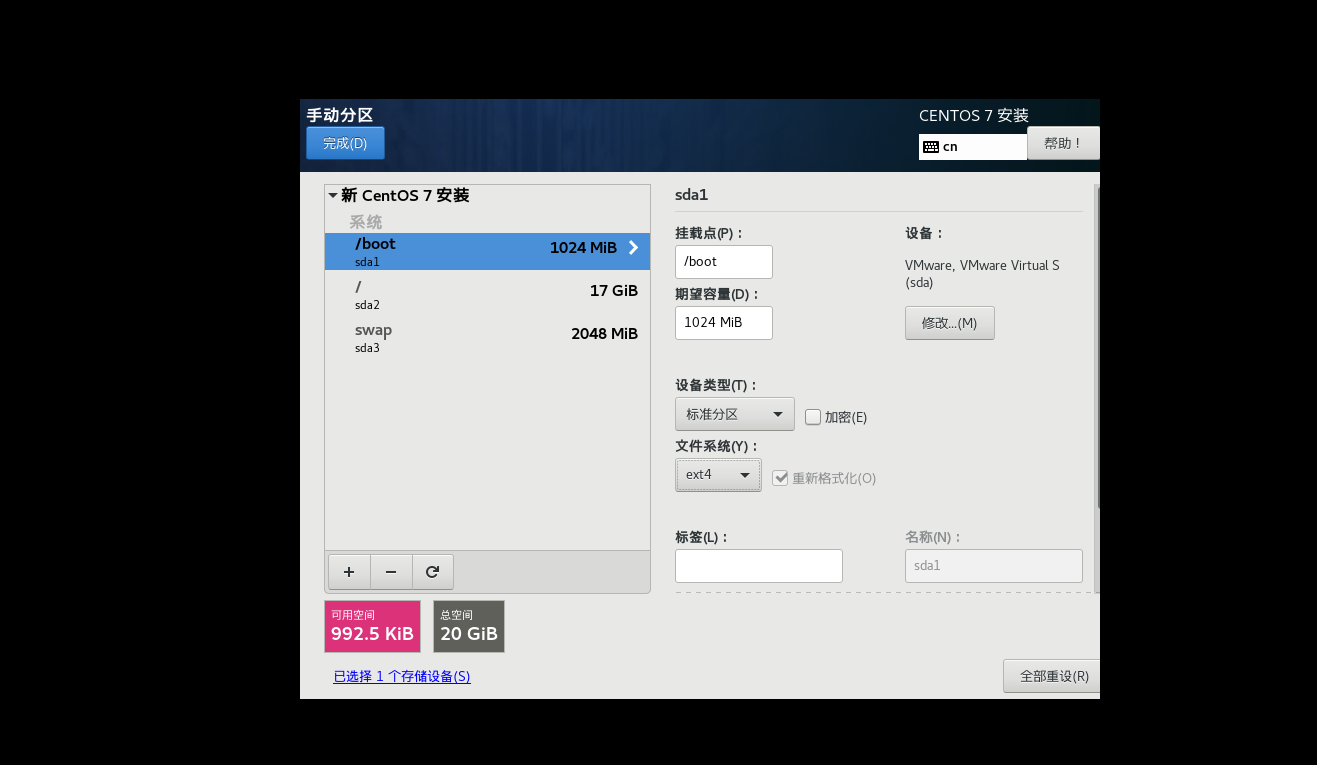 手动分区
CENTOS 7 安装
完成(D)
cn
帮助！
新 CentOS 7 安装
系统
/boot
1024 MiB
sda1
/
17 GiB
sda2
swap
2048 MiB
sda3
sda1
挂载点(P)：
/boot
期望容量(D)：
1024 MiB
设备：
VMware, VMware Virtual S
(sda)
修改...(M)
设备类型(T)：
标准分区
加密(E)
文件系统(Y)：
ext4
重新格式化(O)
标签(L)：
名称(N)：
sda1
可用空间
992.5 KiB
总空间
20 GiB
已选择 1 个存储设备(S)
全部重设(R)